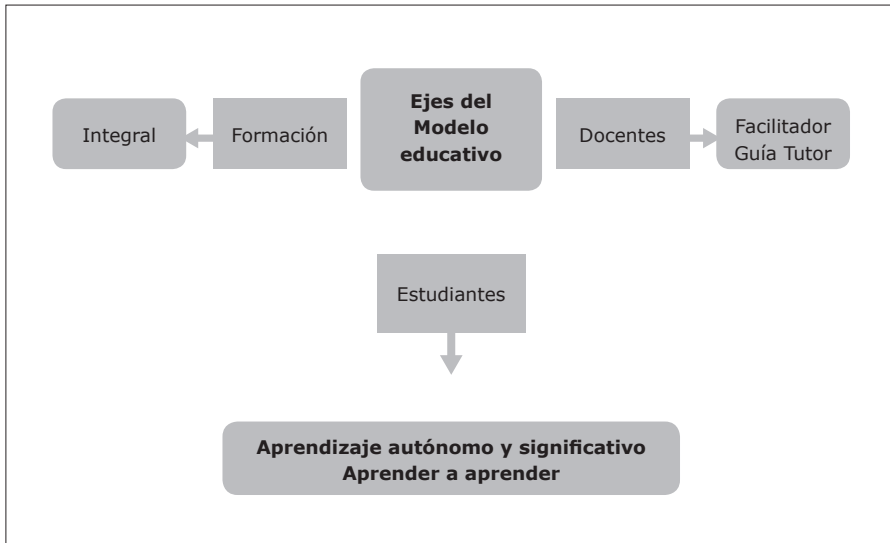 Ejes del
Modelo
educativo
Integral
Formación
Docentes
Facilitador
Guía Tutor
Estudiantes
Aprendizaje autónomo y significativo
Aprender a aprender